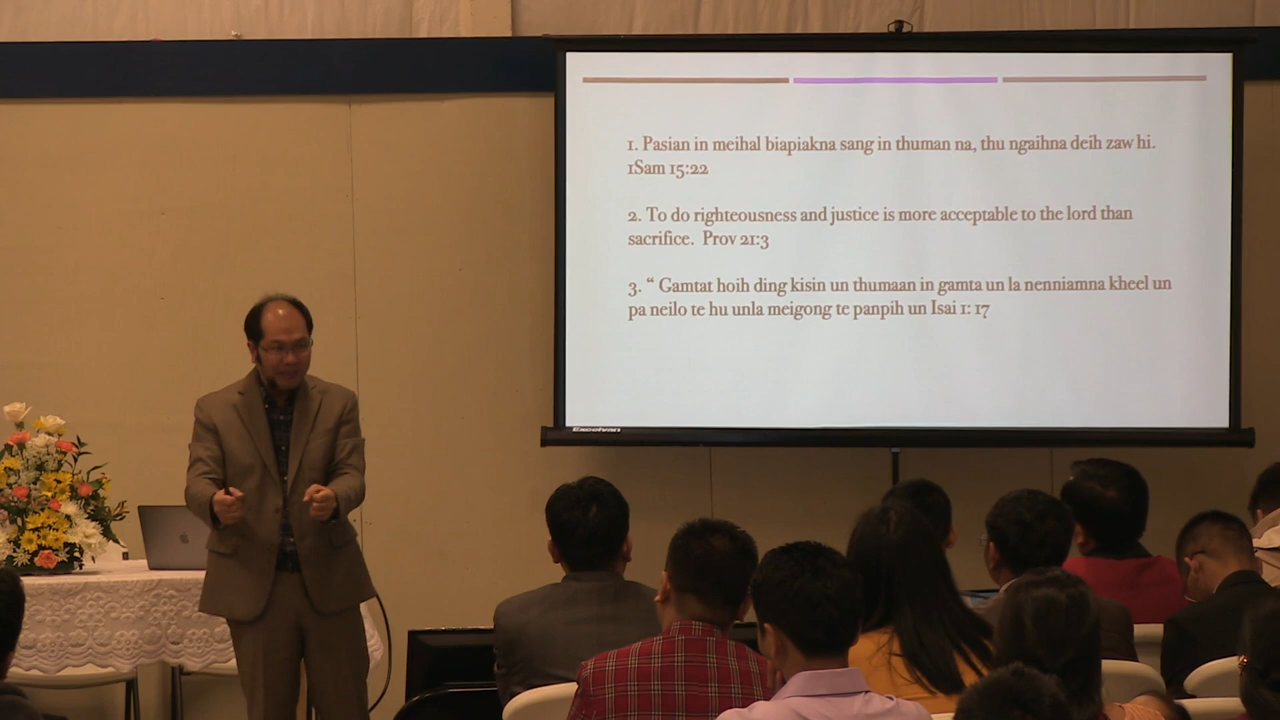 1. Pasian in meihal biapiakna sang in thuman na, thu ngaihna deih zaw hi.
1Sam 15:22
2. To do righteousness and justice is more acceptable to the lord than
sacrifice. Prov 21:3
3. “ Gamtat hoih ding kisin un thumaan in gamta un la nenniamna kheel un
pa neilo te hu unla meigong te panpih un Isai 1: 17
Excelvan